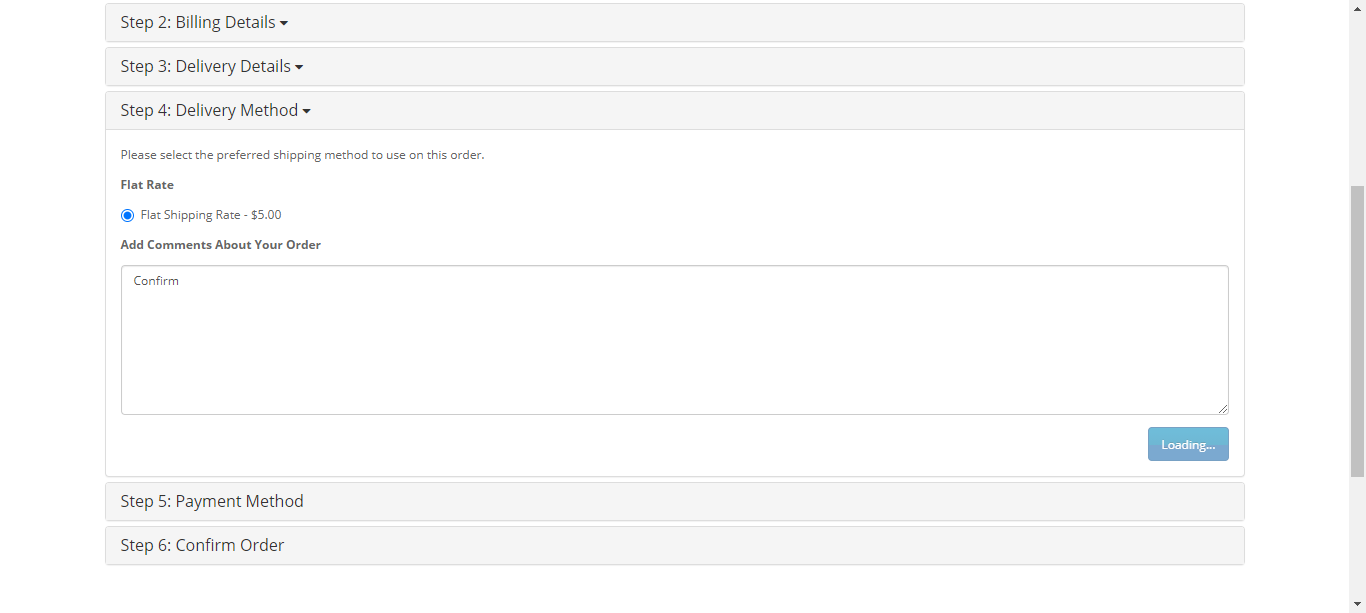 Step 2: Billing Details
Step 3: Delivery Details
Step 4: Delivery Method
Please select the preferred shipping method to use on this order.
Flat Rate
Flat Shipping Rate - $5.00
Add Comments About Your Order
Confirm
Loading...
Step 5: Payment Method
Step 6: Confirm Order